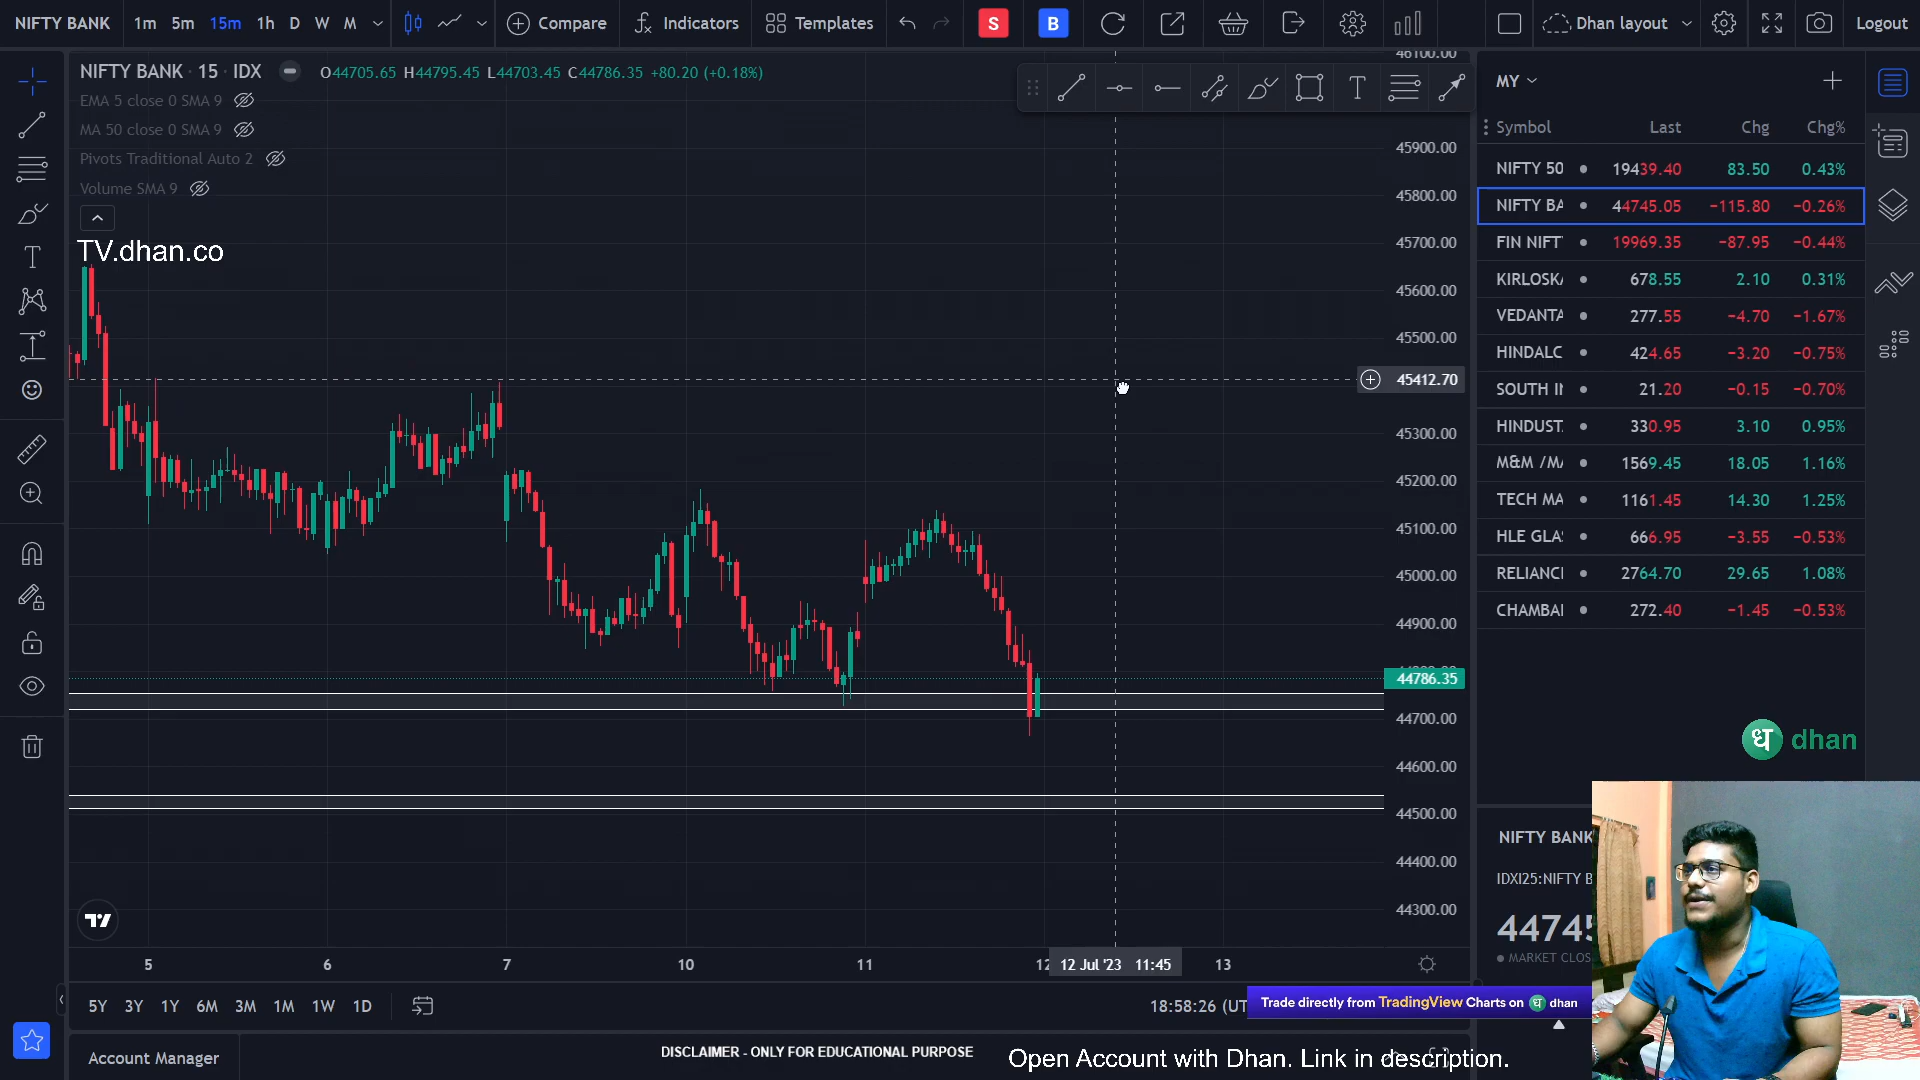 NIFTY BANK 1m 5m 15m 1h D W M Compare Indicators Templates S B Dhan layout Logout
NIFTY BANK · 15 · IDX O44705.65 H44795.45 L44703.45 C44786.35 +80.20 (+0.18%)
EMA 5 close 0 SMA 9
MA 50 close 0 SMA 9
Pivots Traditional Auto 2
Volume SMA 9
TV.dhan.co
46100.00
45900.00
45800.00
45700.00
45600.00
45500.00
45412.70
45300.00
45200.00
45100.00
45000.00
44900.00
44786.35
44700.00
44600.00
44500.00
44400.00
44300.00
5 6 7 10 11 12 12 Jul '23 11:45 13
5Y 3Y 1Y 6M 3M 1M 1W 1D 18:58:26 (UT
Account Manager
DISCLAIMER - ONLY FOR EDUCATIONAL PURPOSE
Open Account with Dhan. Link in description.
Trade directly from TradingView Charts on ध dhan
MY
Symbol Last Chg Chg%
NIFTY 50 19439.40 83.50 0.43%
NIFTY BA 44745.05 −115.80 −0.26%
FIN NIFT 19969.35 −87.95 −0.44%
KIRLOSK 678.55 2.10 0.31%
VEDANTA 277.55 −4.70 −1.67%
HINDALC 424.65 −3.20 −0.75%
SOUTH I 21.20 −0.15 −0.70%
HINDUST 330.95 3.10 0.95%
M&M /M 1569.45 18.05 1.16%
TECH MA 1161.45 14.30 1.25%
HLE GLA 666.95 −3.55 −0.53%
RELIANC 2764.70 29.65 1.08%
CHAMBA 272.40 −1.45 −0.53%
ध dhan
NIFTY BANK
IDXI25:NIFTY B
44745
MARKET CLOS